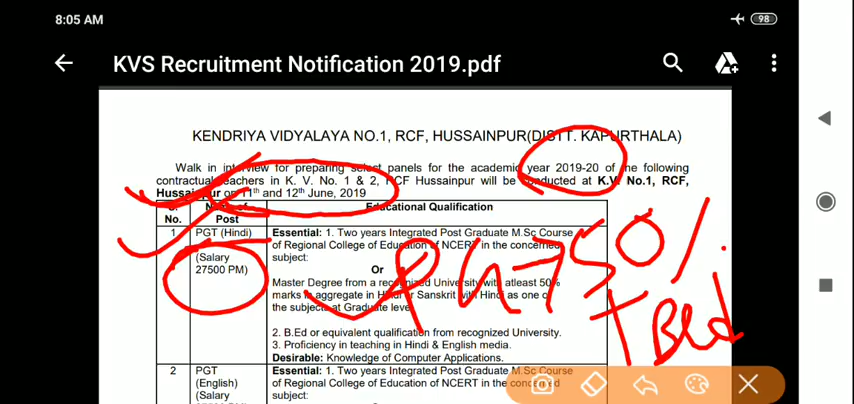 8:05 AM
98
KVS Recruitment Notification 2019.pdf
KENDRIYA VIDYALAYA NO.1, RCF, HUSSAINPUR(DISTT. KAPURTHALA)
Walk in interview for preparing select panels for the academic year 2019-20 of the following
contractual teachers in K. V. No. 1 & 2, RCF Hussainpur will be conducted at K.V. No.1, RCF,
Hussainpur on 11th and 12th June, 2019
S. No.
Name of Post
Educational Qualification
1
PGT (Hindi)
(Salary
27500 PM)
Essential: 1. Two years Integrated Post Graduate M.Sc Course
of Regional College of Education of NCERT in the concerned
subject:
Or
Master Degree from a recognized University with atleast 50%
marks in aggregate in Hindi or Sanskrit with Hindi as one of
the subjects at Graduate level
2. B.Ed or equivalent qualification from recognized University.
3. Proficiency in teaching in Hindi & English media.
Desirable: Knowledge of Computer Applications.
50%
+ Bed
2
PGT
(English)
(Salary
Essential: 1. Two years Integrated Post Graduate M.Sc Course
of Regional College of Education of NCERT in the concerned
subject: